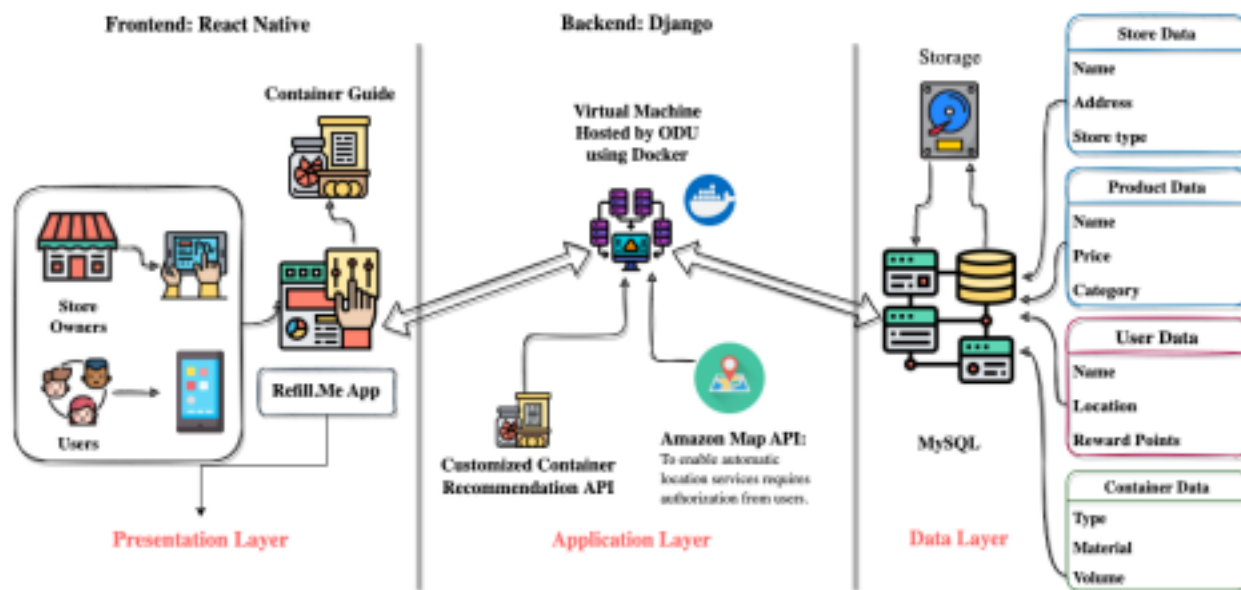 Frontend: React Native
Container Guide
Store
Owners
Users
Refill.Me App
Presentation Layer
Backend: Django
Virtual Machine
Hosted by ODU
using Docker
Customized Container
Recommendation API
Amazon Map API:
To enable automatic
location services requires
authorization from users.
Application Layer
Storage
MySQL
Data Layer
Store Data
Name
Address
Store type
Product Data
Name
Price
Category
User Data
Name
Location
Reward Points
Container Data
Type
Material
Volume